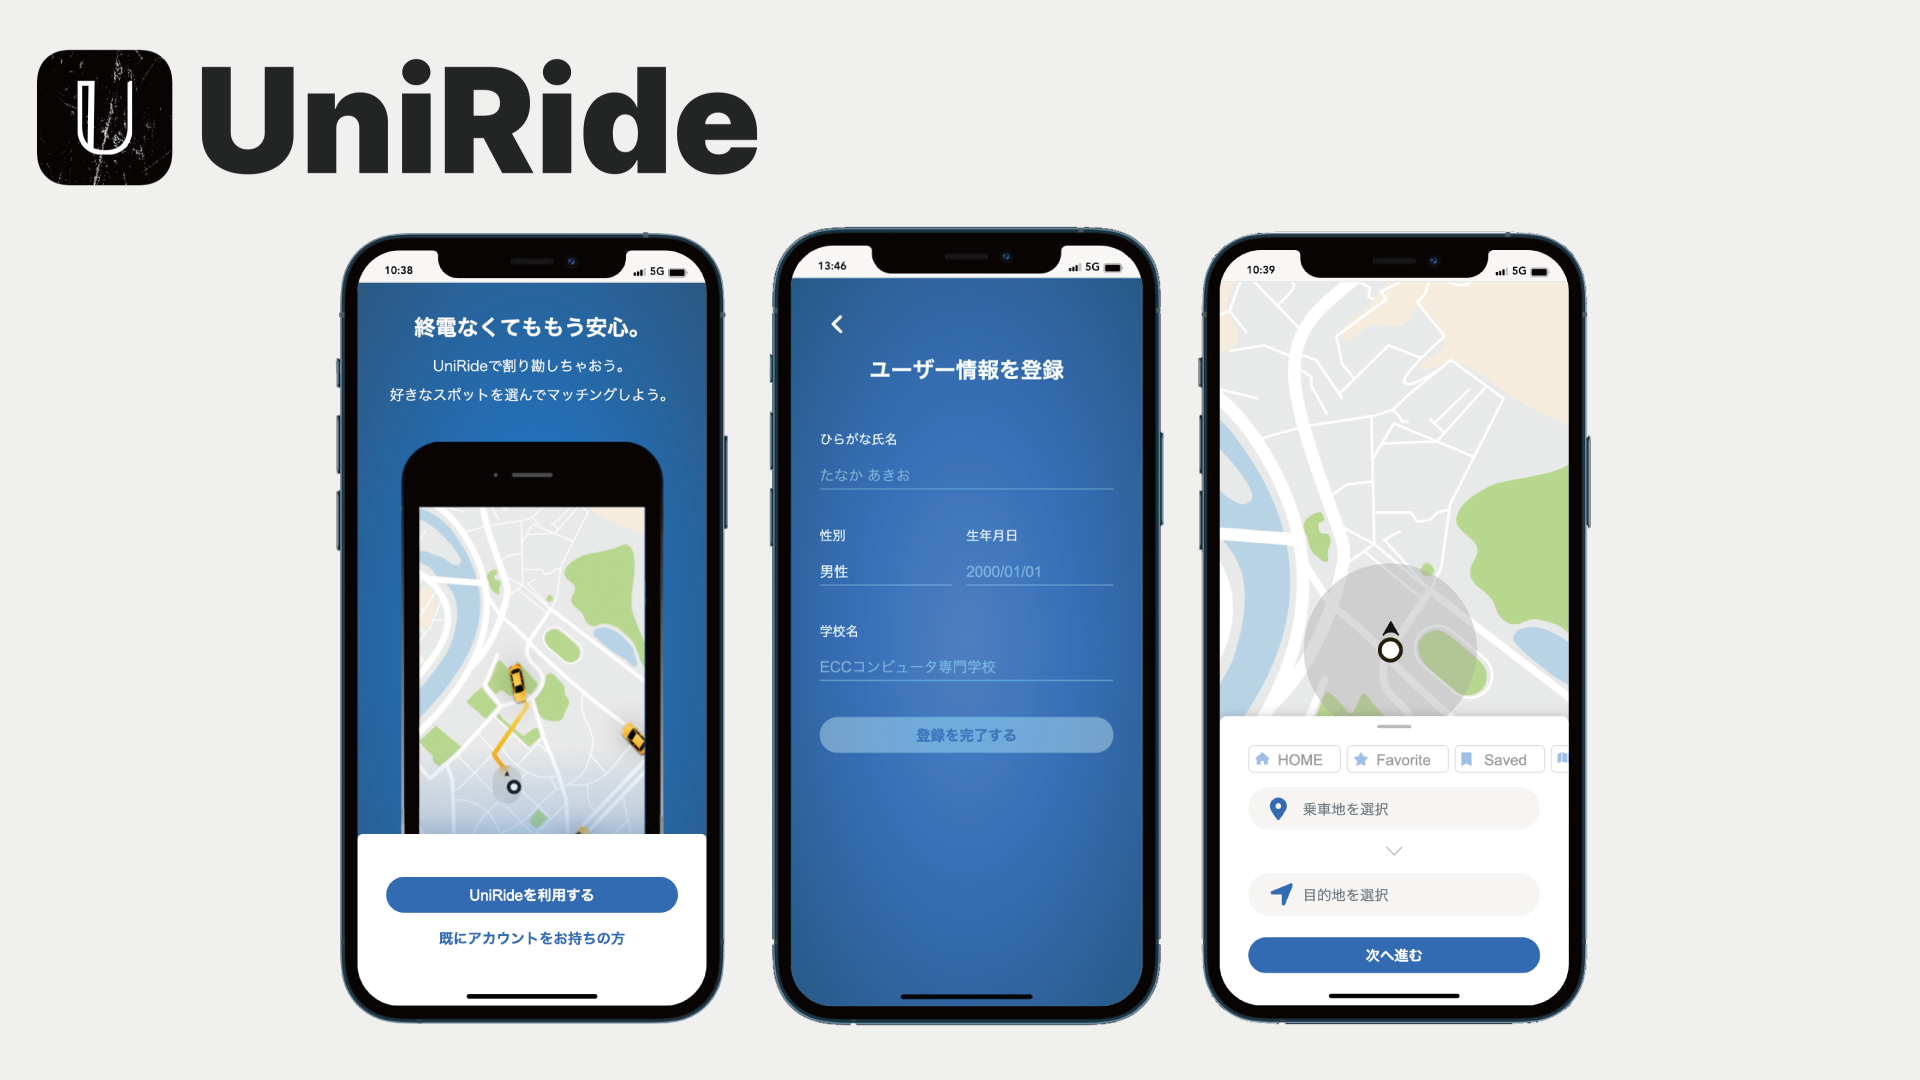 U UniRide
10:38
5G
終電なくてももう安心。
UniRideで割り勘しちゃおう。
好きなスポットを選んでマッチングしよう。
UniRideを利用する
既にアカウントをお持ちの方
13:46
5G
ユーザー情報を登録
ひらがな氏名
たなか あきお
性別 生年月日
男性 2000/01/01
学校名
ECCコンピュータ専門学校
登録を完了する
10:39
5G
HOME Favorite Saved
乗車地を選択
目的地を選択
次へ進む